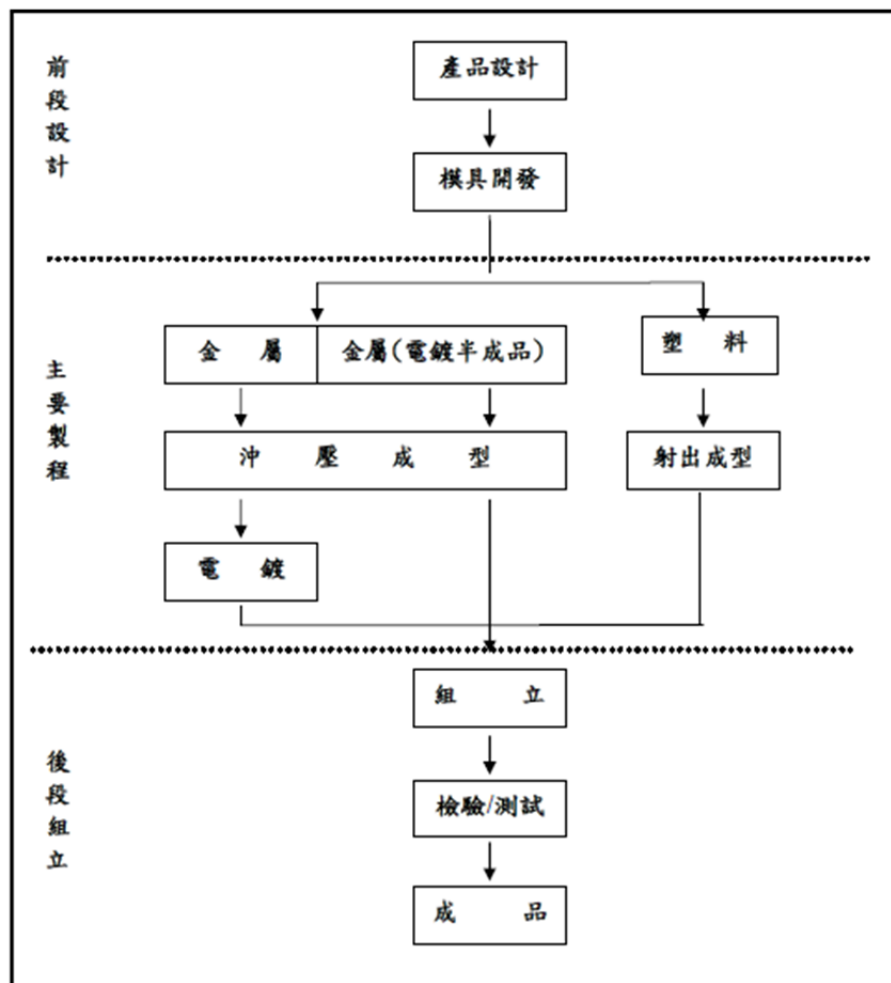 前段設計
產品設計
模具開發
主要製程
金屬
金屬(電鍍半成品)
塑料
沖壓成型
射出成型
電鍍
後段組立
組立
檢驗/測試
成品